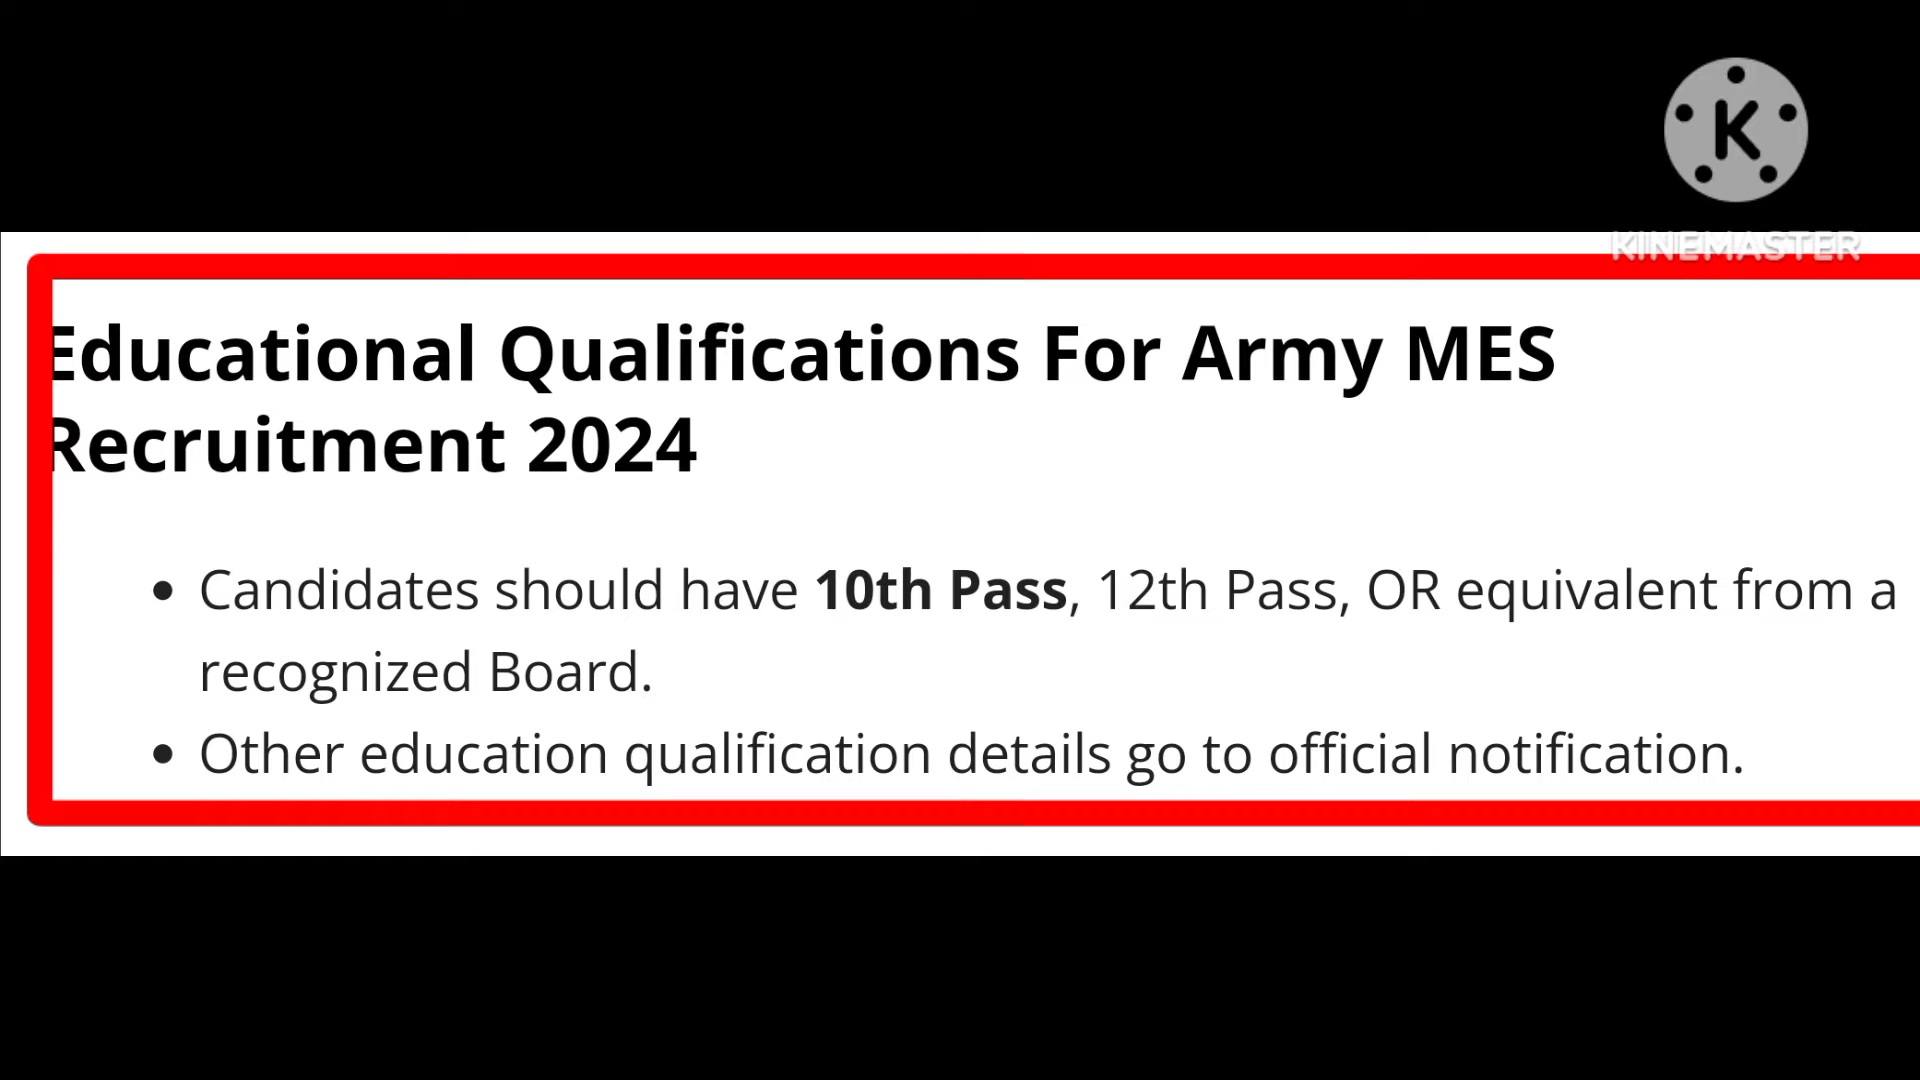 K
KINEMASTER
Educational Qualifications For Army MES
Recruitment 2024
• Candidates should have 10th Pass, 12th Pass, OR equivalent from a
recognized Board.
• Other education qualification details go to official notification.